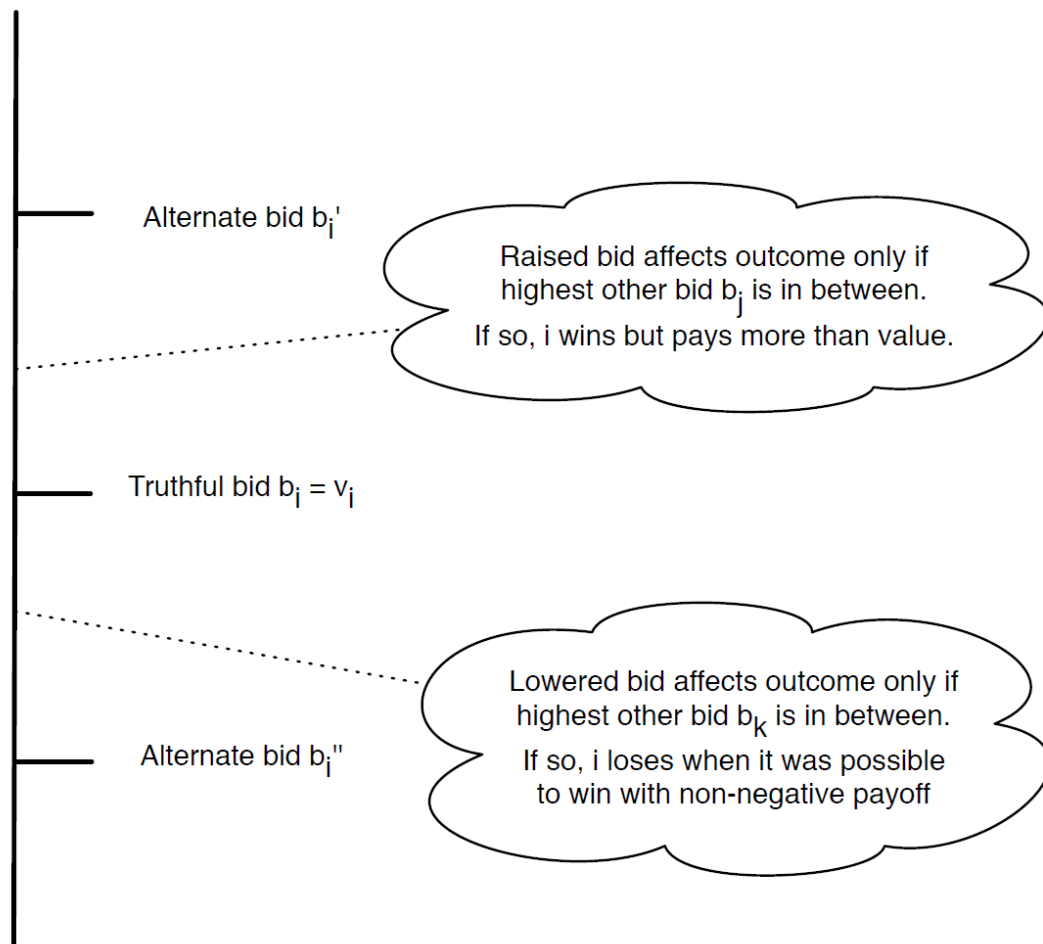 Alternate bid bi'
Raised bid affects outcome only if
highest other bid bj is in between.
If so, i wins but pays more than value.
Truthful bid bi = vi
Lowered bid affects outcome only if
highest other bid bk is in between.
If so, i loses when it was possible
to win with non-negative payoff
Alternate bid bi''